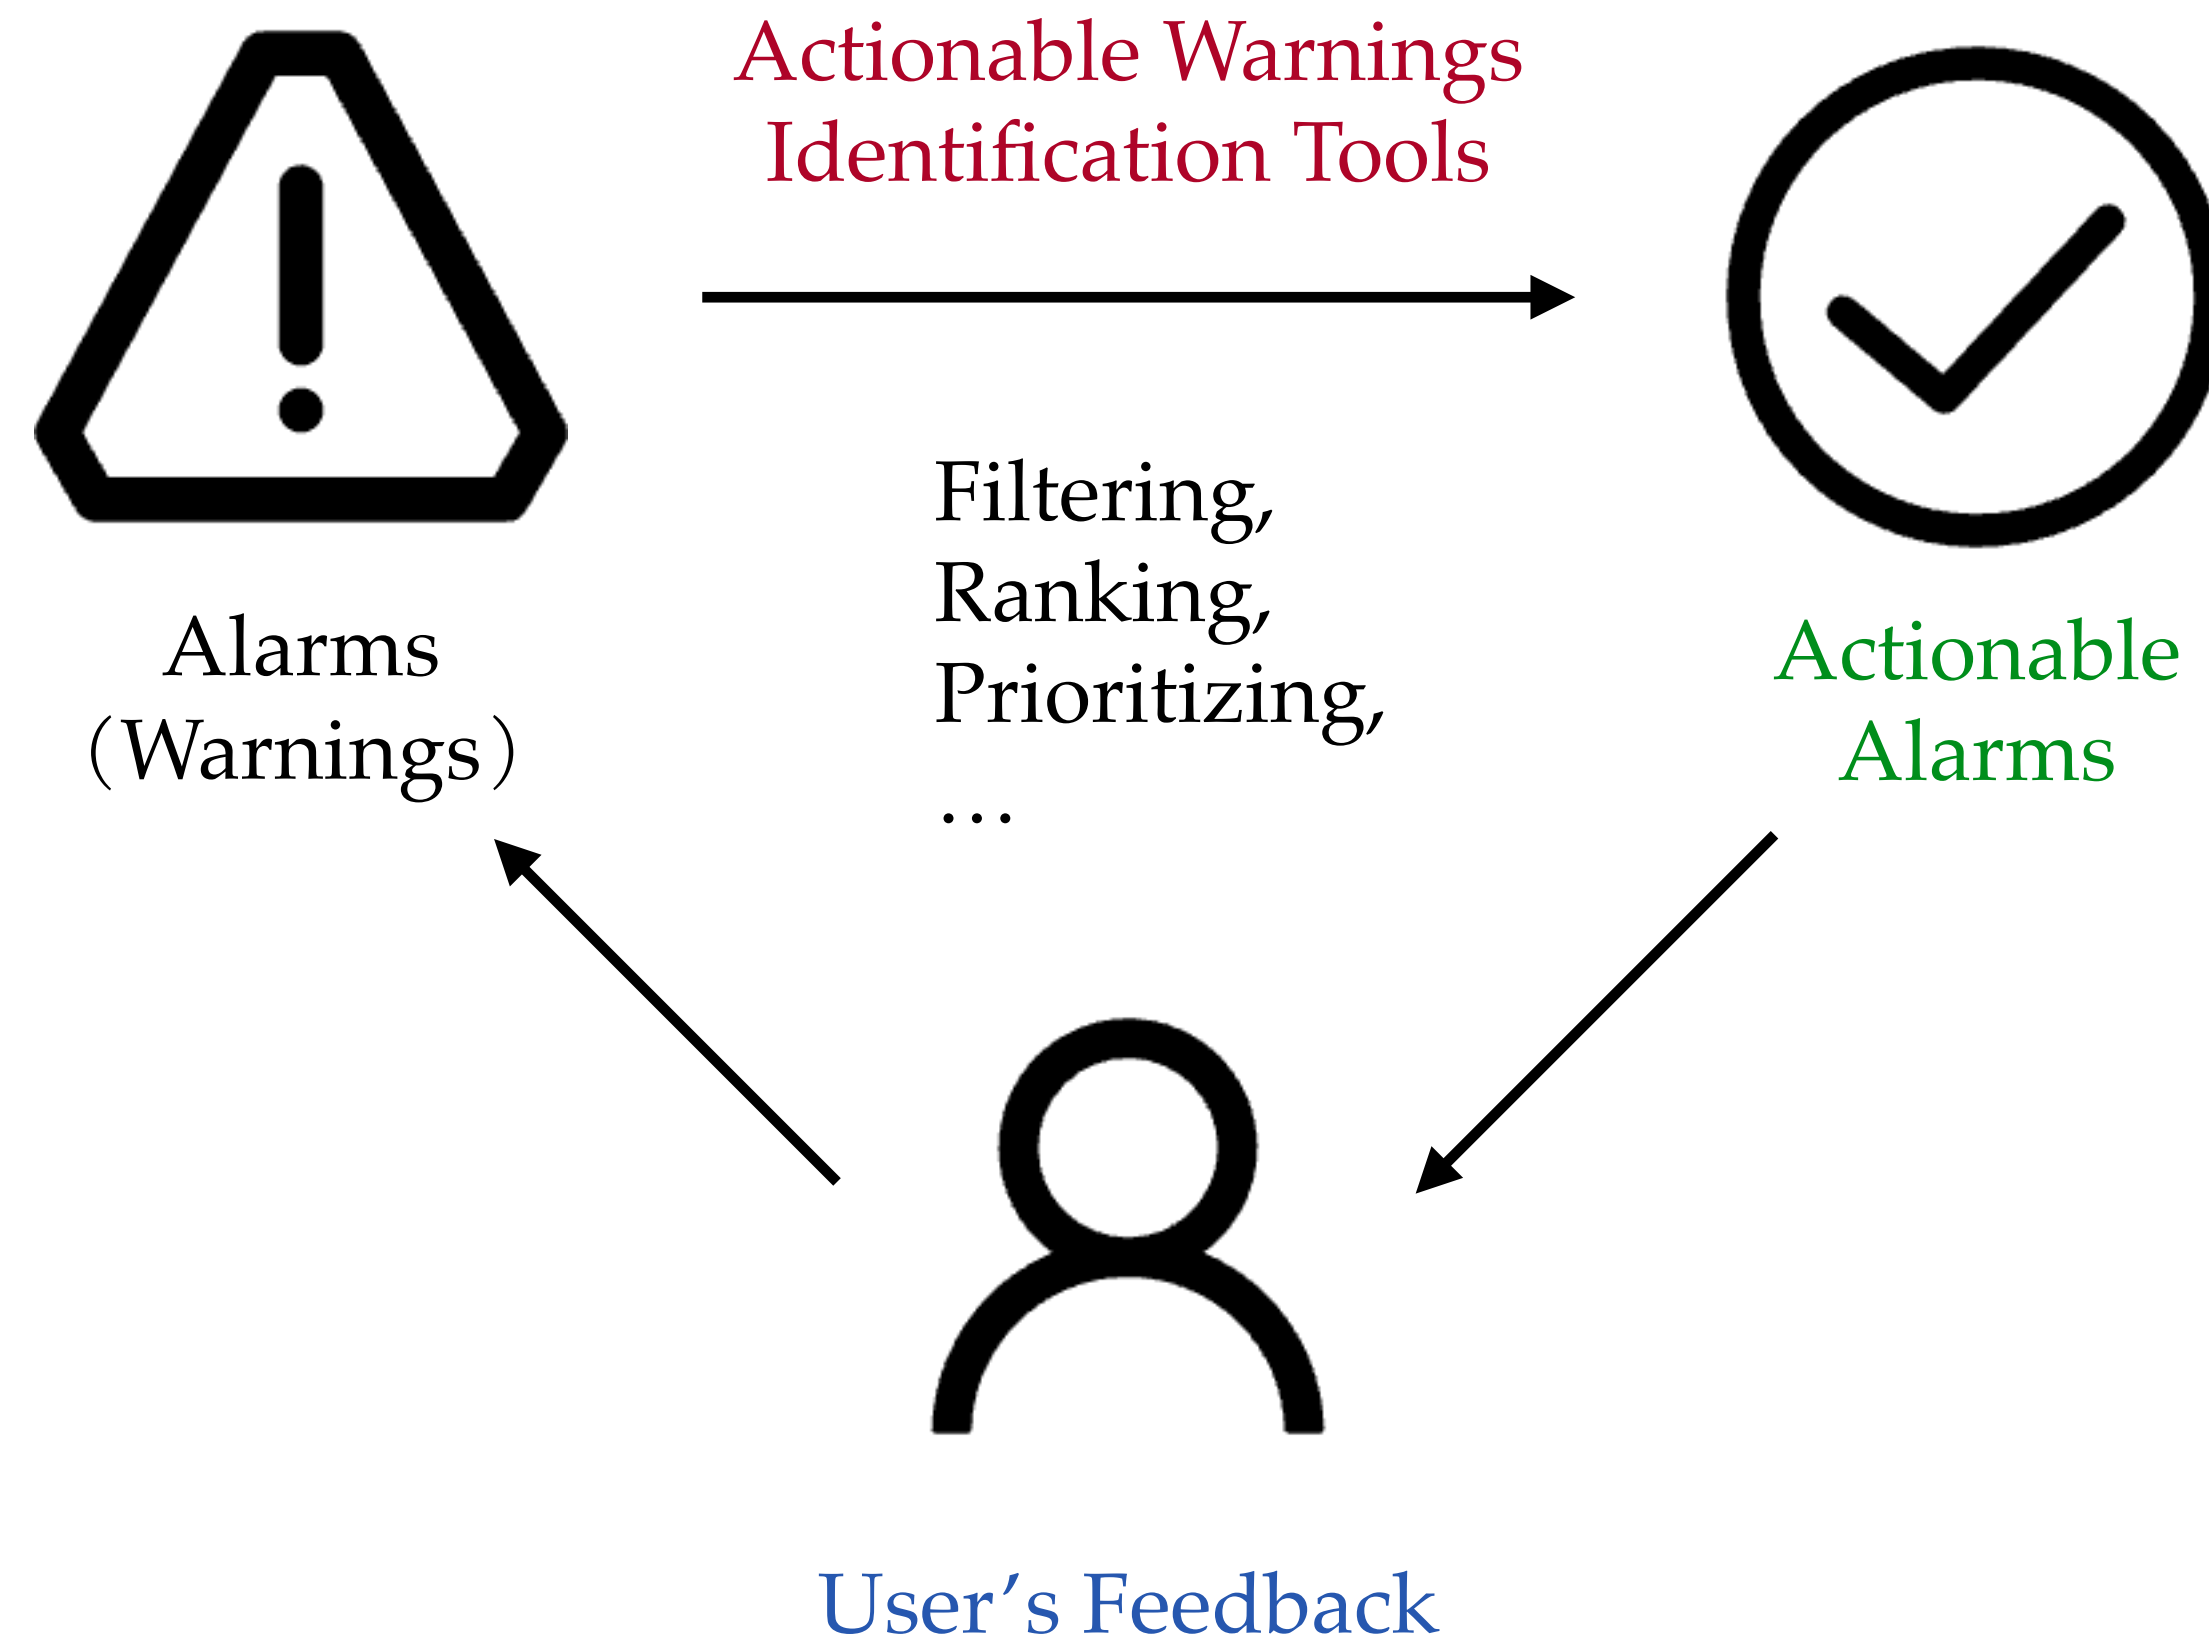 Actionable Warnings
Identification Tools
Filtering,
Ranking,
Prioritizing,
...
Alarms
(Warnings)
Actionable
Alarms
User´s Feedback